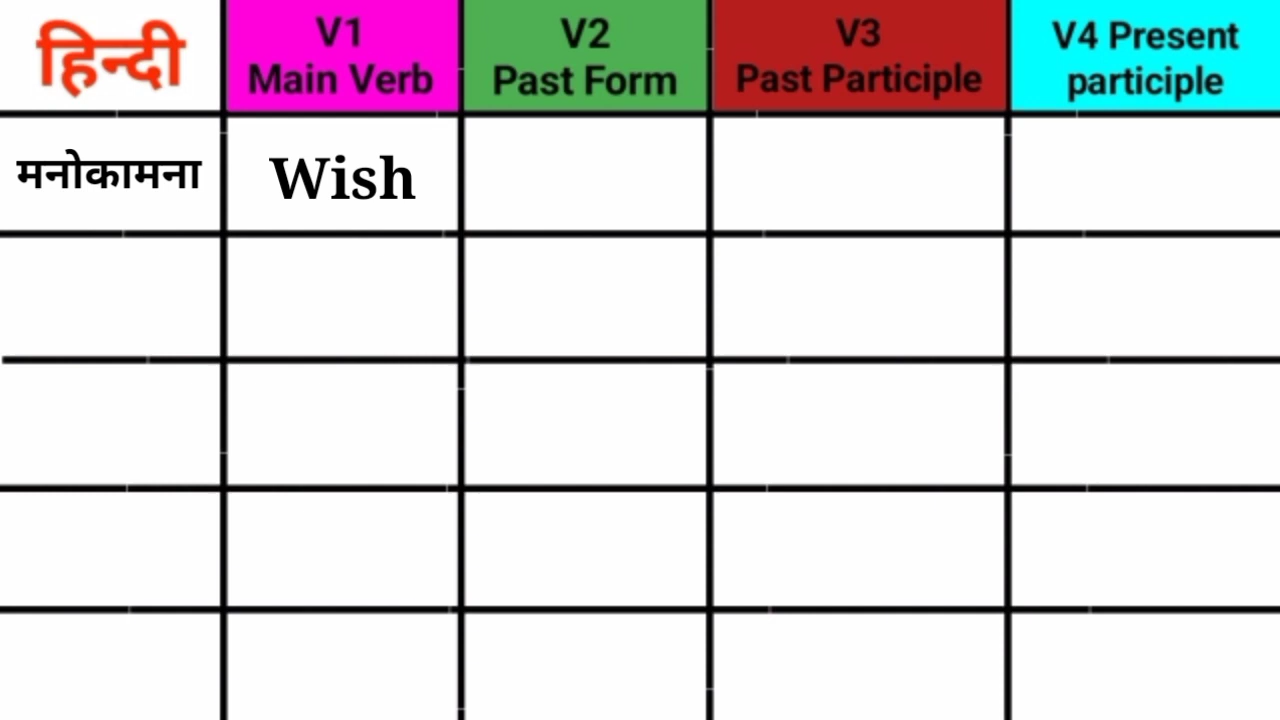 हिन्दी
V1
Main Verb
V2
Past Form
V3
Past Participle
V4 Present
participle
मनोकामना
Wish